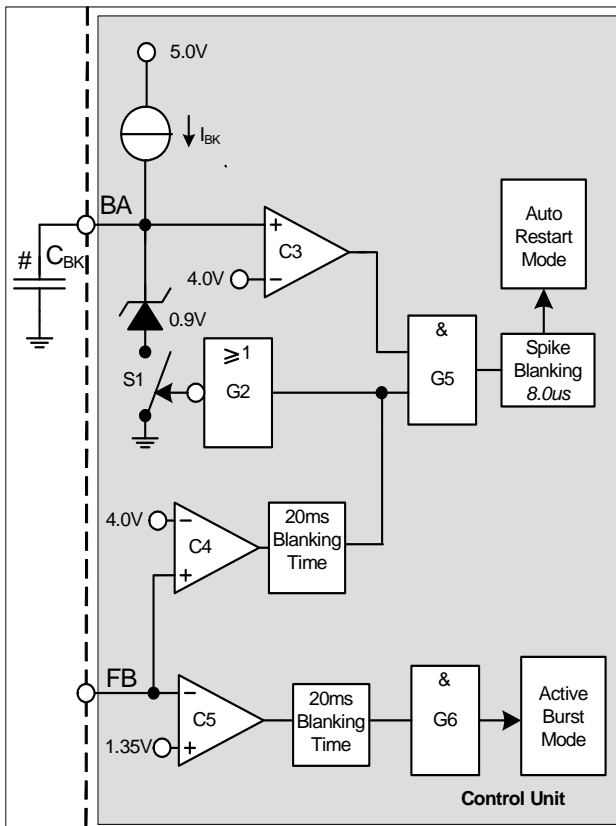 5.0V
I_BK
BA
# C_BK
+
C3
4.0V
−
0.9V
S1
≥1
G2
&
G5
Auto
Restart
Mode
Spike
Blanking
8.0us
4.0V
−
C4
+
20ms
Blanking
Time
FB
−
C5
1.35V
+
20ms
Blanking
Time
&
G6
Active
Burst
Mode
Control Unit